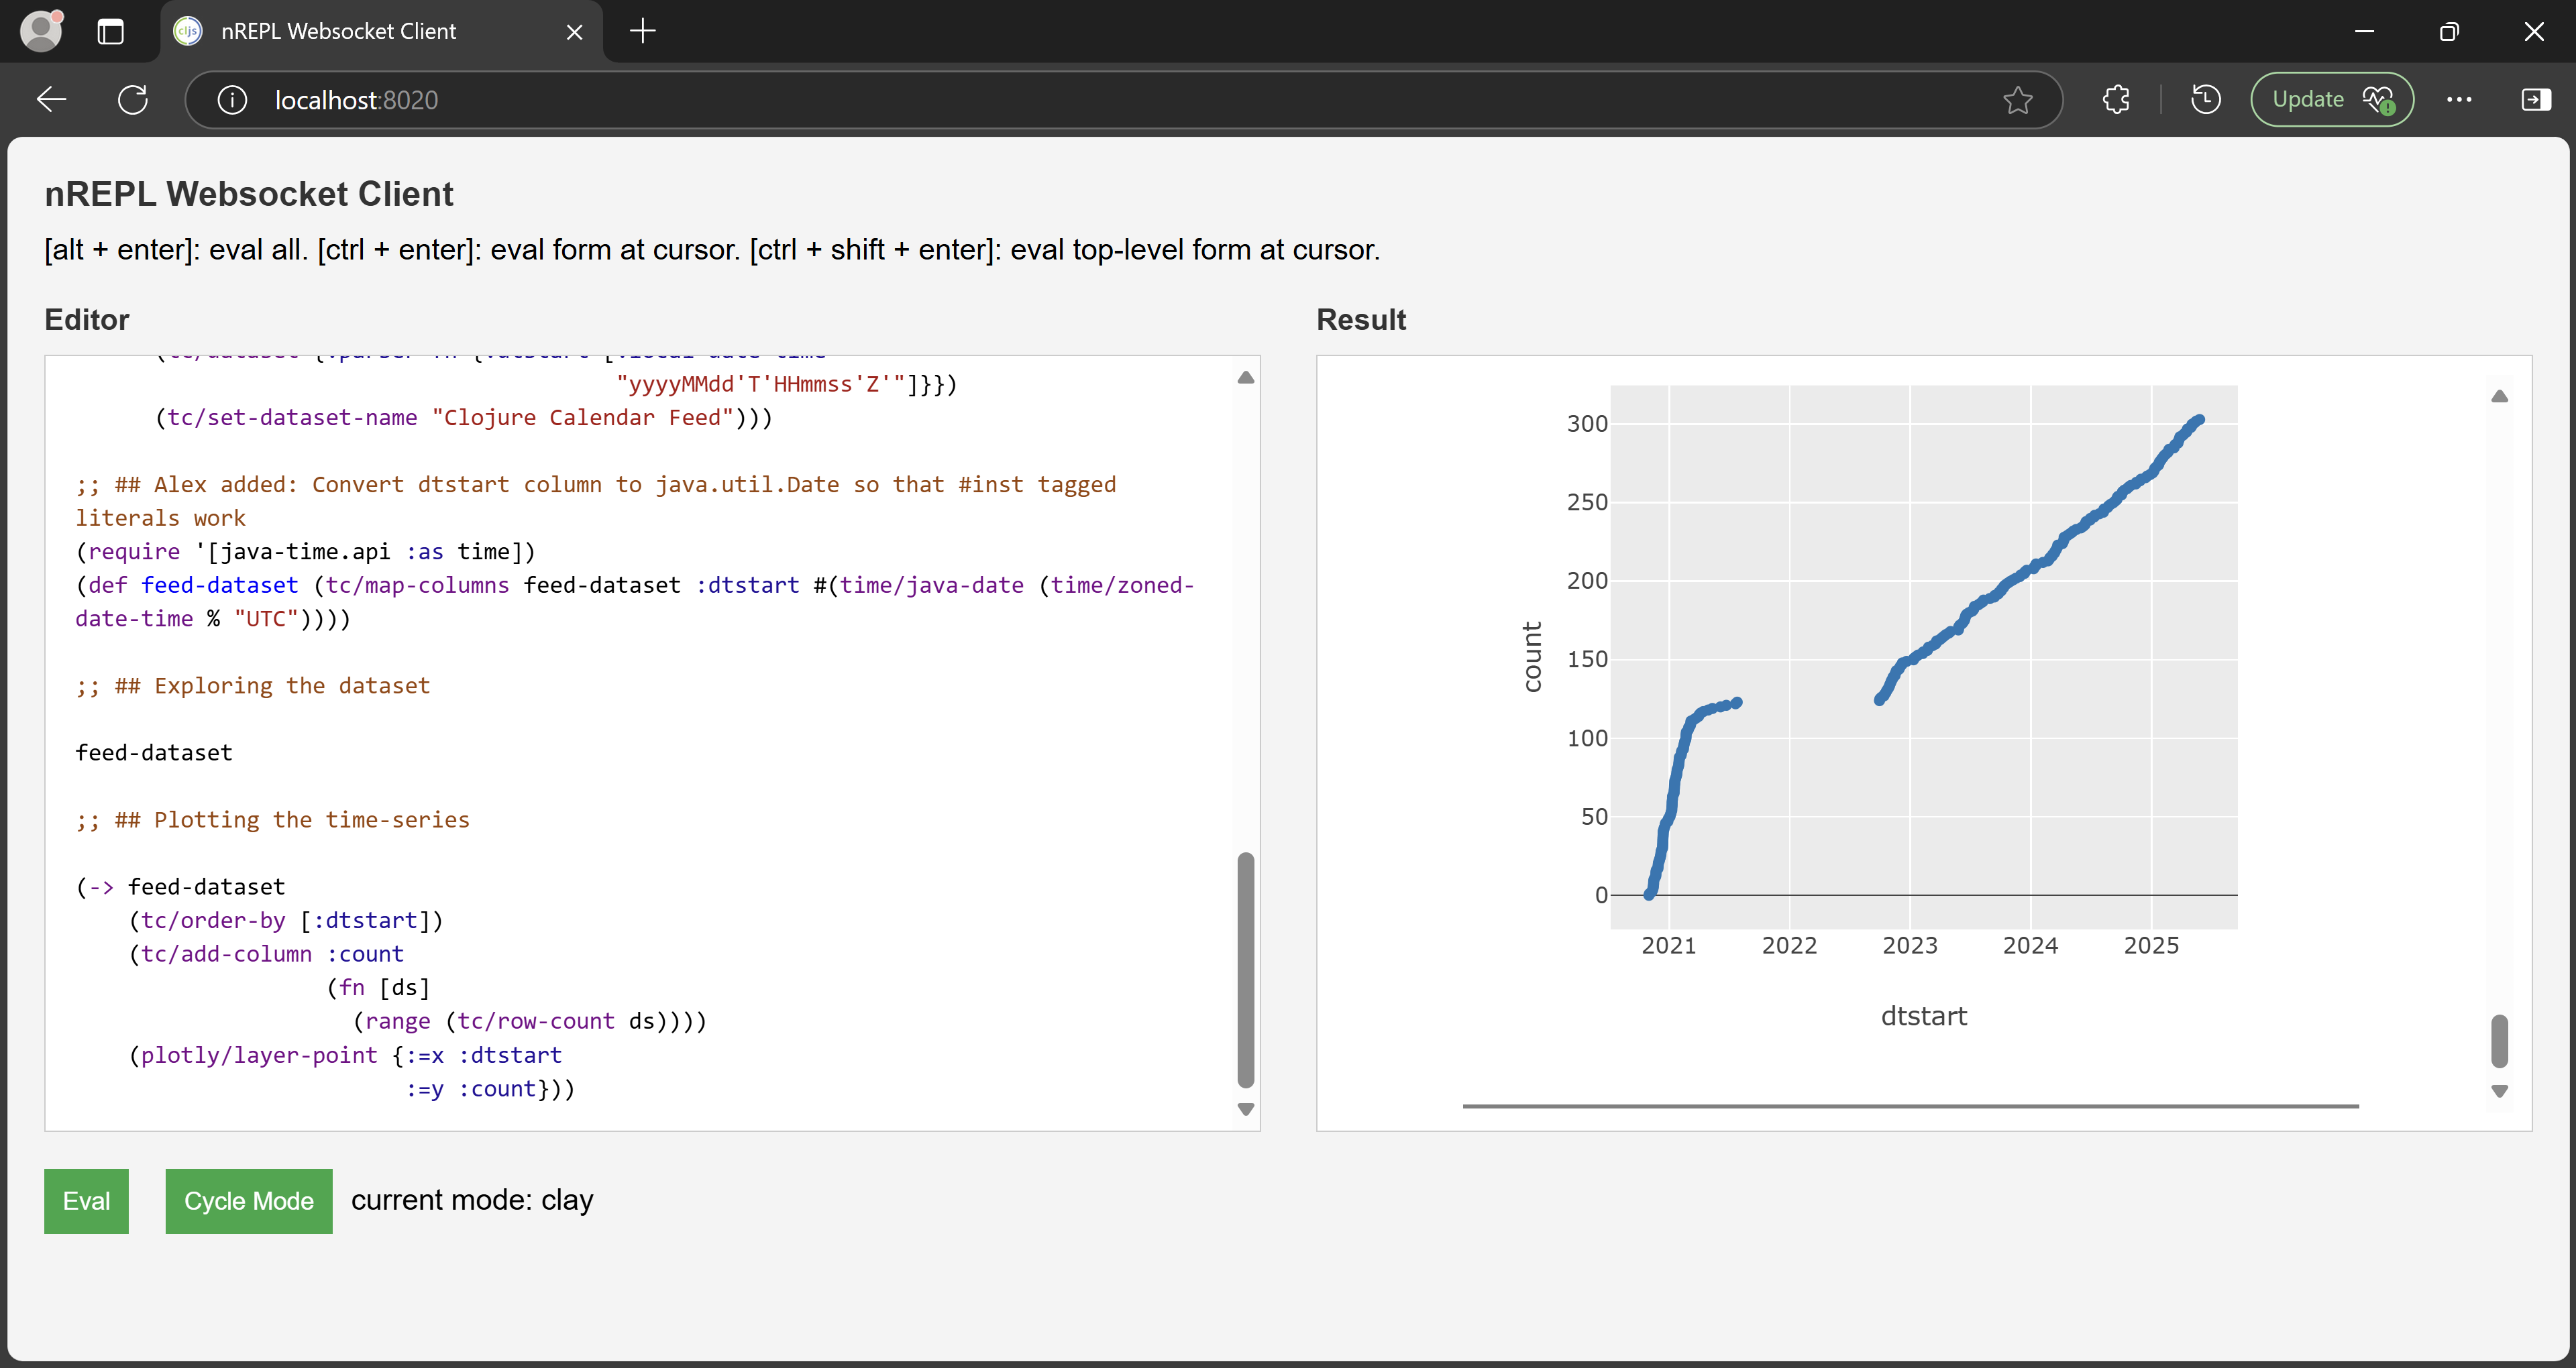 nREPL Websocket Client
localhost:8020
Update
nREPL Websocket Client
[alt + enter]: eval all. [ctrl + enter]: eval form at cursor. [ctrl + shift + enter]: eval top-level form at cursor.
Editor
"yyyyMMdd'T'HHmmss'Z'"]}})
(tc/set-dataset-name "Clojure Calendar Feed")))
;; ## Alex added: Convert dtstart column to java.util.Date so that #inst tagged
literals work
(require '[java-time.api :as time])
(def feed-dataset (tc/map-columns feed-dataset :dtstart #(time/java-date (time/zoned-
date-time % "UTC"))))
;; ## Exploring the dataset
feed-dataset
;; ## Plotting the time-series
(-> feed-dataset
(tc/order-by [:dtstart])
(tc/add-column :count
(fn [ds]
(range (tc/row-count ds))))
(plotly/layer-point {:=x :dtstart
:=y :count}))
Result
300
250
200
150
100
50
0
count
2021 2022 2023 2024 2025
dtstart
Eval
Cycle Mode
current mode: clay